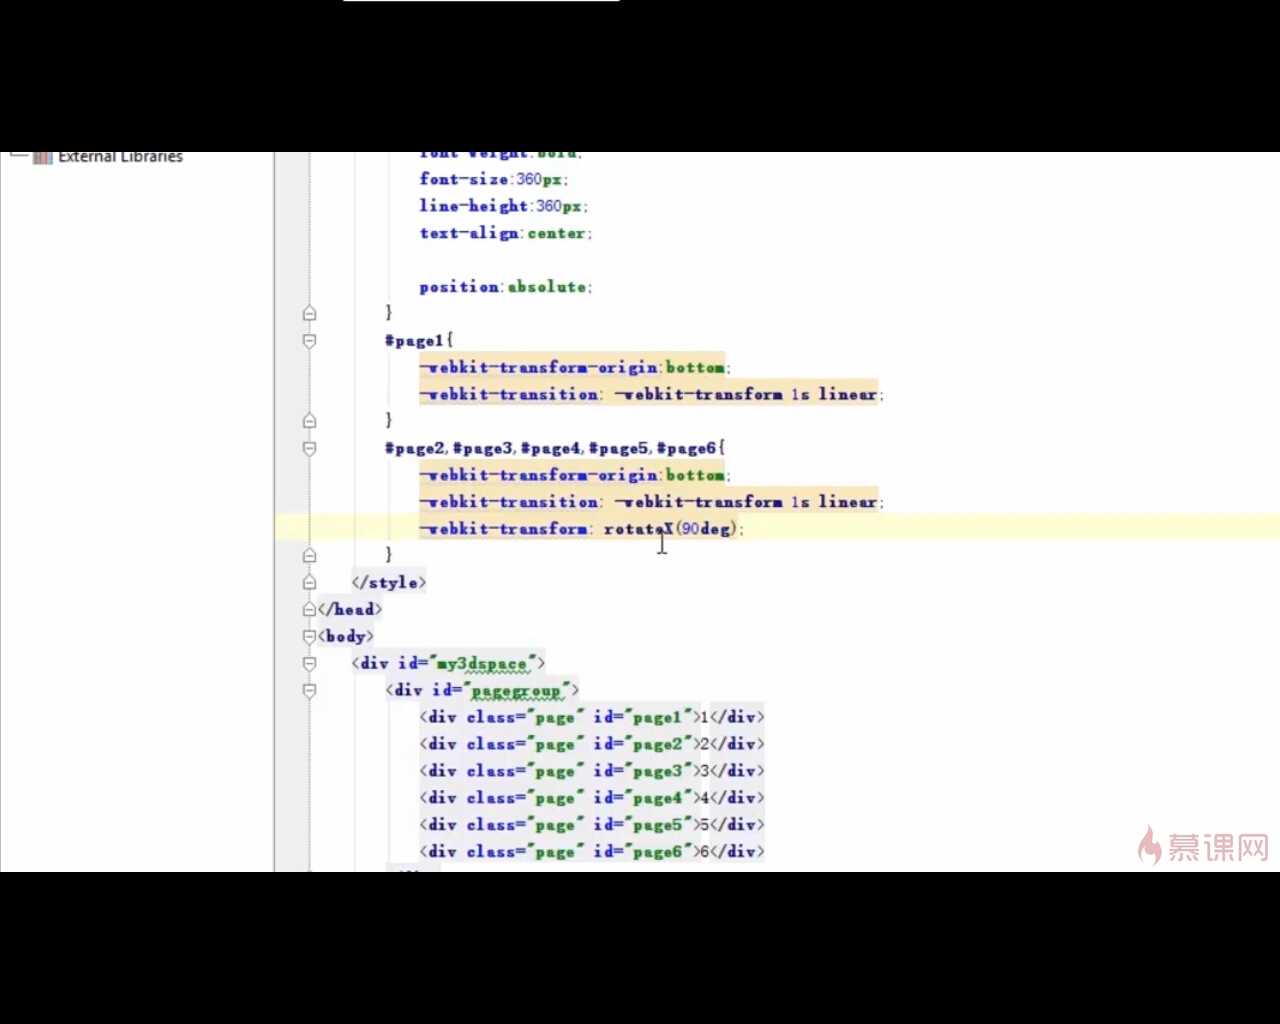 External Libraries
font-weight:bold;
font-size:360px;
line-height:360px;
text-align:center;
position:absolute;
}
#page1{
-webkit-transform-origin:bottom;
-webkit-transition: -webkit-transform 1s linear;
}
#page2,#page3,#page4,#page5,#page6{
-webkit-transform-origin:bottom;
-webkit-transition: -webkit-transform 1s linear;
-webkit-transform: rotateX(90deg);
}
</style>
</head>
<body>
<div id="my3dspace">
<div id="pagegroup">
<div class="page" id="page1">1</div>
<div class="page" id="page2">2</div>
<div class="page" id="page3">3</div>
<div class="page" id="page4">4</div>
<div class="page" id="page5">5</div>
<div class="page" id="page6">6</div>
慕课网